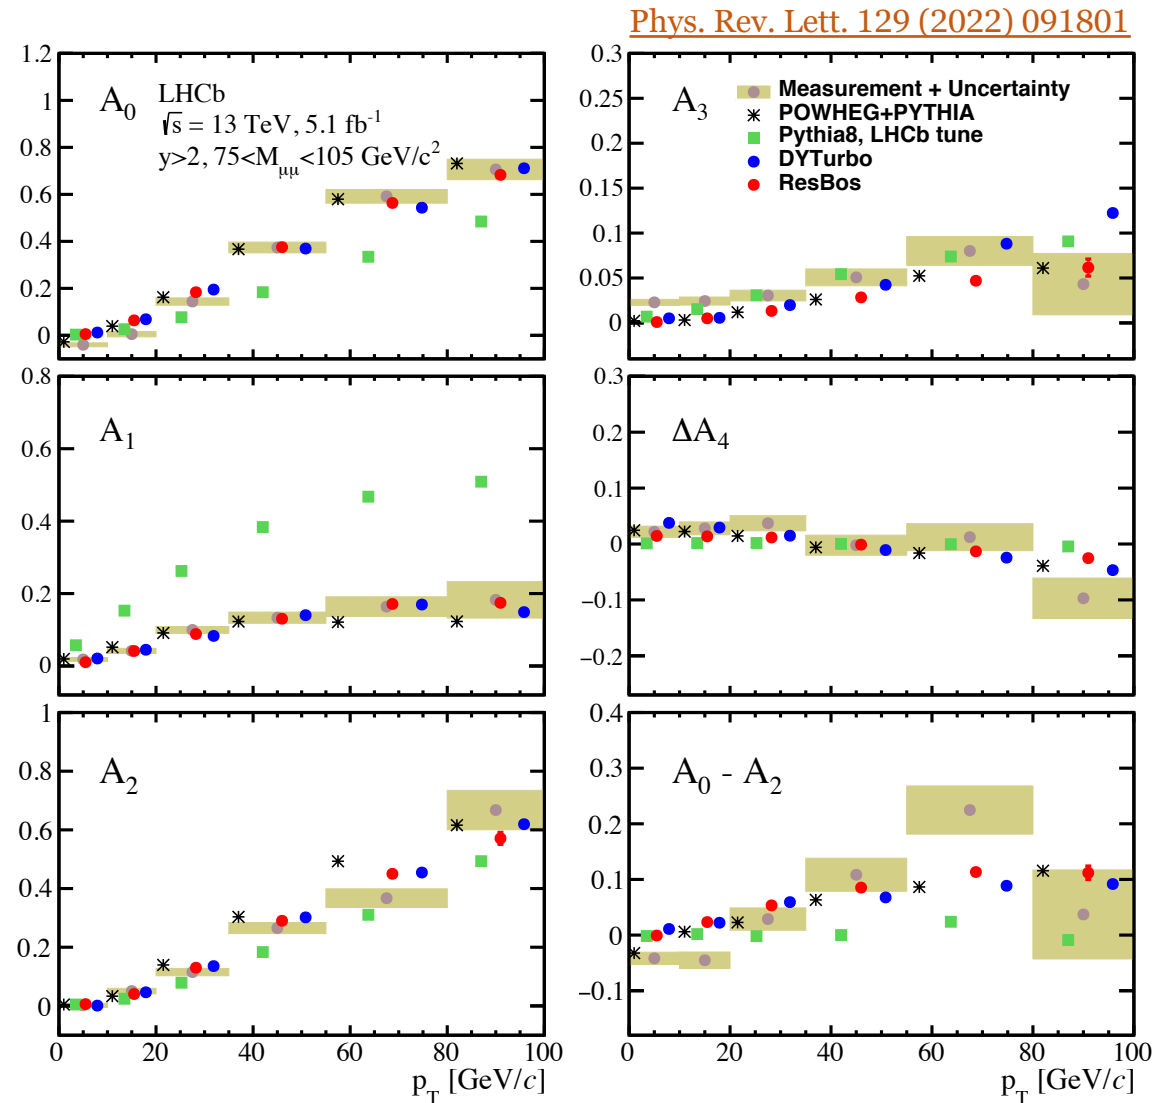 Phys. Rev. Lett. 129 (2022) 091801
1.2
1
0.8
0.6
0.4
0.2
0
A₀
LHCb
√s = 13 TeV, 5.1 fb⁻¹
y>2, 75<M_μμ<105 GeV/c²
0.3
0.25
0.2
0.15
0.1
0.05
0
A₃
Measurement + Uncertainty
POWHEG+PYTHIA
Pythia8, LHCb tune
DYTurbo
ResBos
0.8
0.6
0.4
0.2
0
A₁
0.3
0.2
0.1
0
−0.1
−0.2
ΔA₄
1
0.8
0.6
0.4
0.2
0
A₂
0 20 40 60 80 100
p_T [GeV/c]
0.4
0.3
0.2
0.1
0
−0.1
A₀ - A₂
0 20 40 60 80 100
p_T [GeV/c]